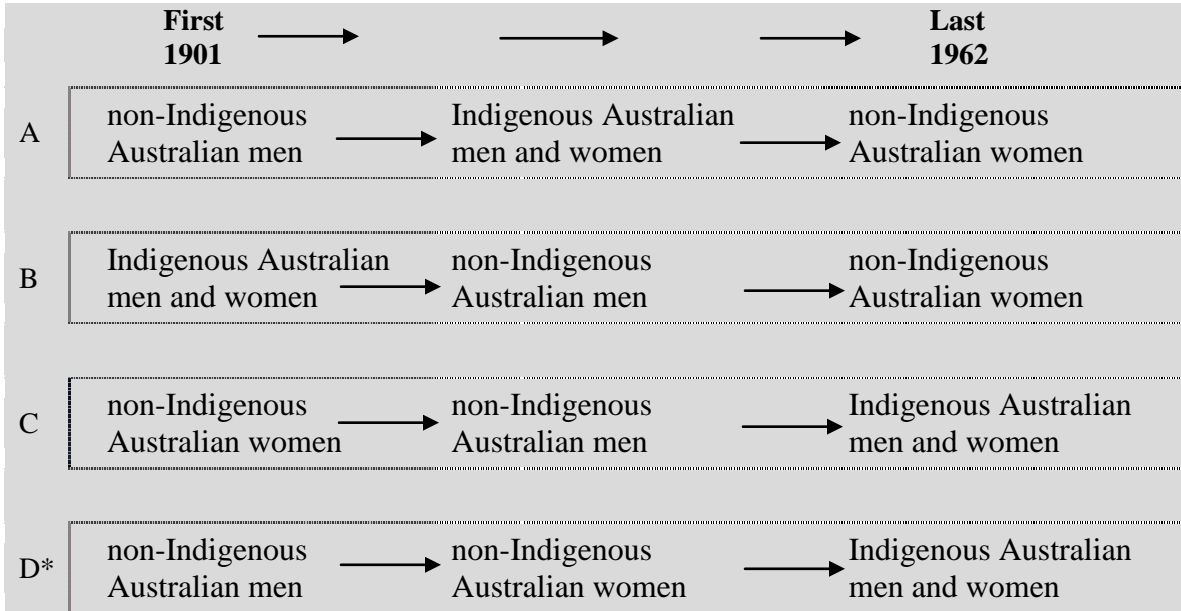 First Last
1901 1962
A
non-Indigenous Indigenous Australian non-Indigenous
Australian men men and women Australian women
B
Indigenous Australian non-Indigenous non-Indigenous
men and women Australian men Australian women
C
non-Indigenous non-Indigenous Indigenous Australian
Australian women Australian men men and women
D*
non-Indigenous non-Indigenous Indigenous Australian
Australian men Australian women men and women